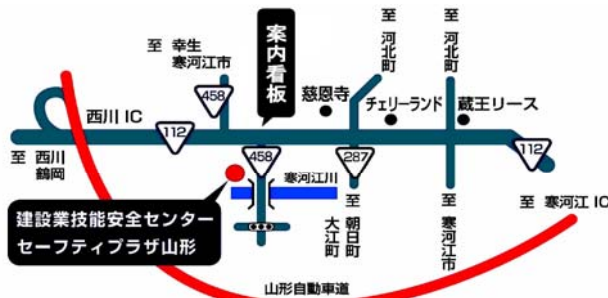 至 幸生
寒河江市
458
案内看板
至 河北町
至 河北町
慈恩寺
チェリーランド
蔵王リース
西川 IC
112
458
287
112
至 西川
鶴岡
寒河江川
建設業技能安全センター
セーフティプラザ山形
至 朝日町
大江町
至 寒河江市
至 寒河江 IC
山形自動車道